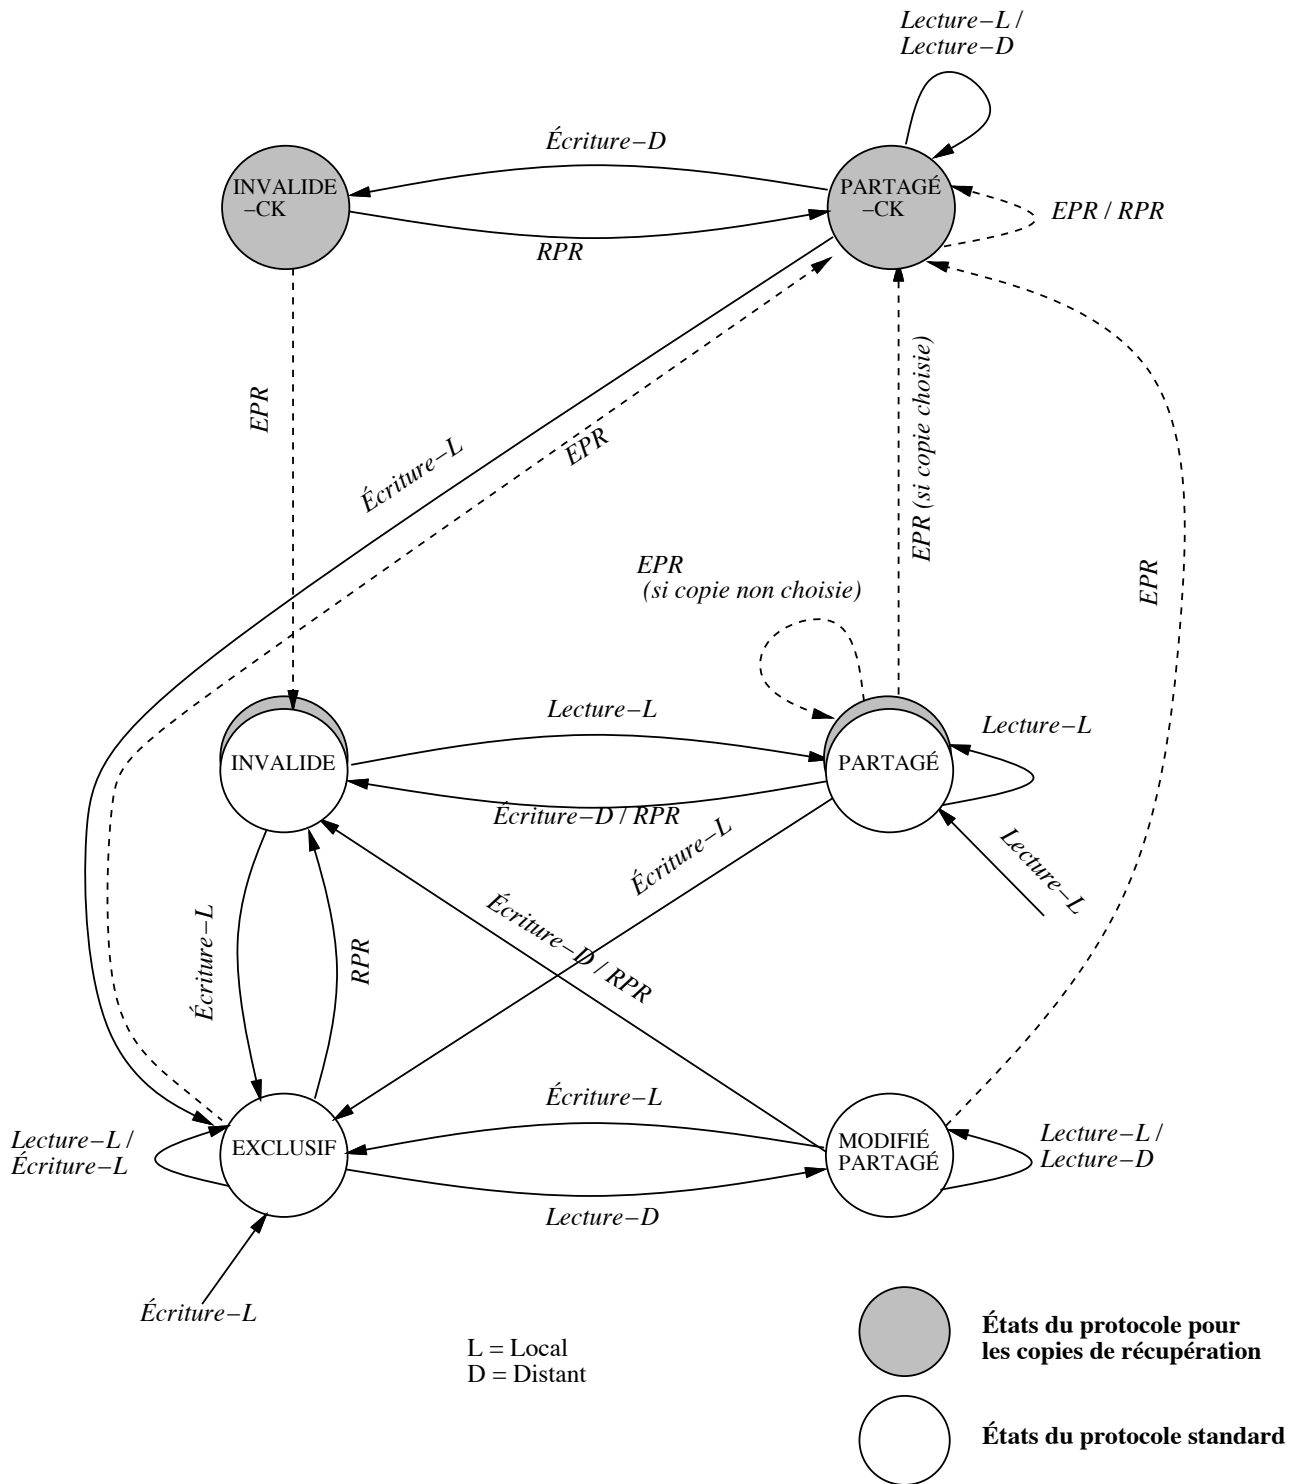 Lecture–L /
Lecture–D
Écriture–D
INVALIDE
–CK
PARTAGÉ
–CK
EPR / RPR
RPR
EPR
Écriture–L
EPR
EPR (si copie choisie)
EPR
(si copie non choisie)
EPR
Lecture–L
Lecture–L
INVALIDE
PARTAGÉ
Écriture–D / RPR
Écriture–L
Lecture–L
Écriture–D / RPR
Écriture–L
RPR
Écriture–L
Lecture–L /
Écriture–L
EXCLUSIF
MODIFIÉ
PARTAGÉ
Lecture–L /
Lecture–D
Lecture–D
Écriture–L
L = Local
D = Distant
États du protocole pour
les copies de récupération
États du protocole standard